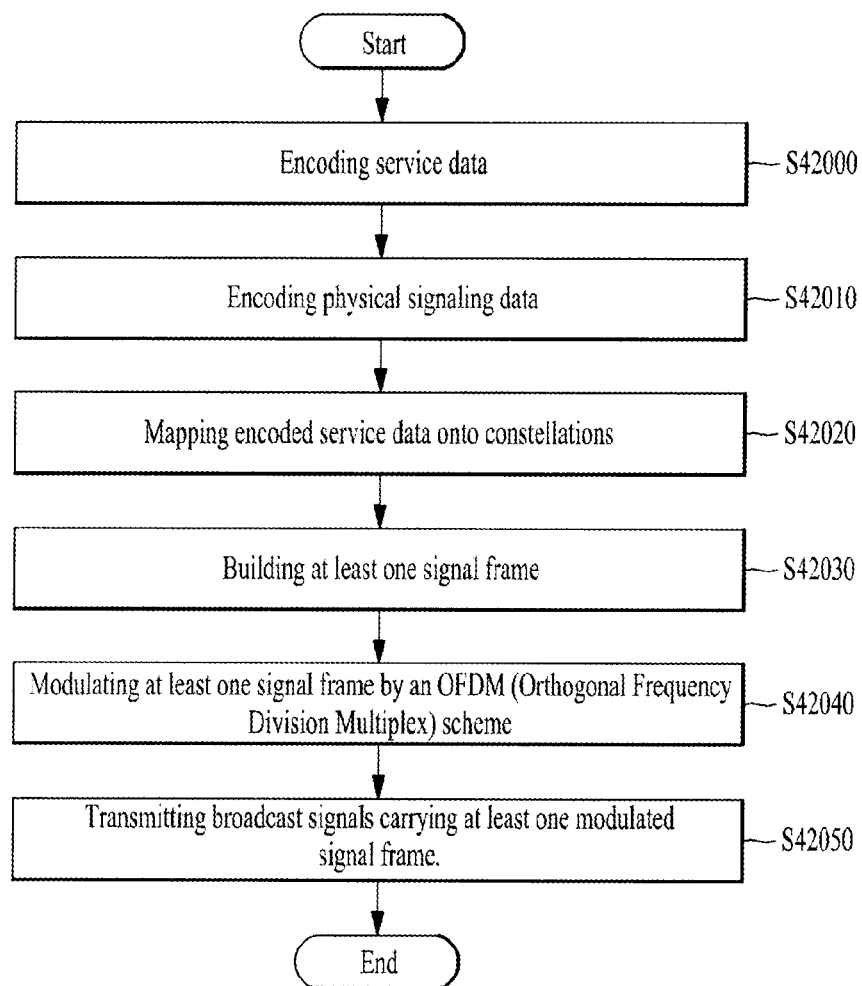 Start
Encoding service data
S42000
Encoding physical signaling data
S42010
Mapping encoded service data onto constellations
S42020
Building at least one signal frame
S42030
Modulating at least one signal frame by an OFDM (Orthogonal Frequency
Division Multiplex) scheme
S42040
Transmitting broadcast signals carrying at least one modulated
signal frame.
S42050
End